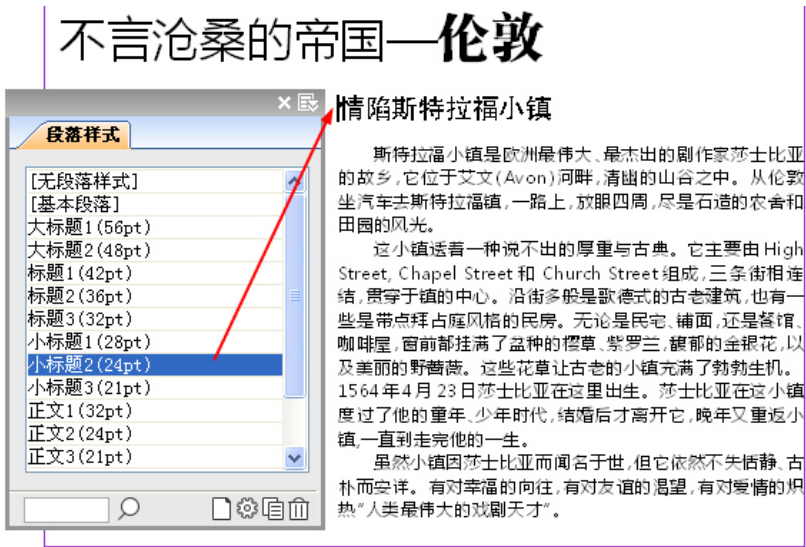 不言沧桑的帝国—伦敦
段落样式
[无段落样式]
[基本段落]
大标题1(56pt)
大标题2(48pt)
标题1(42pt)
标题2(36pt)
标题3(32pt)
小标题1(28pt)
小标题2(24pt)
小标题3(21pt)
正文1(32pt)
正文2(24pt)
正文3(21pt)
情陷斯特拉福小镇
斯特拉福小镇是欧洲最伟大、最杰出的剧作家莎士比亚
的故乡,它位于艾文(Avon)河畔,清幽的山谷之中。从伦敦
坐汽车去斯特拉福镇,一路上,放眼四周,尽是石造的农舍和
田园的风光。
这小镇透着一种说不出的厚重与古典。它主要由High
Street, Chapel Street 和 Church Street组成,三条街相连
结,贯穿于镇的中心。沿街多般是歌德式的古老建筑,也有一
些是带点拜占庭风格的民房。无论是民宅、铺面,还是餐馆、
咖啡屋,窗前都挂满了盆种的樱草、紫罗兰,馥郁的金银花,以
及美丽的野蔷薇。这些花草让古老的小镇充满了勃勃生机。
1564年4月23日莎士比亚在这里出生。莎士比亚在这小镇
度过了他的童年、少年时代,结婚后才离开它,晚年又重返小
镇,一直到走完他的一生。
虽然小镇因莎士比亚而闻名于世,但它依然不失恬静、古
朴而安详。有对幸福的向往,有对友谊的渴望,有对爱情的炽
热“人类最伟大的戏剧天才”。